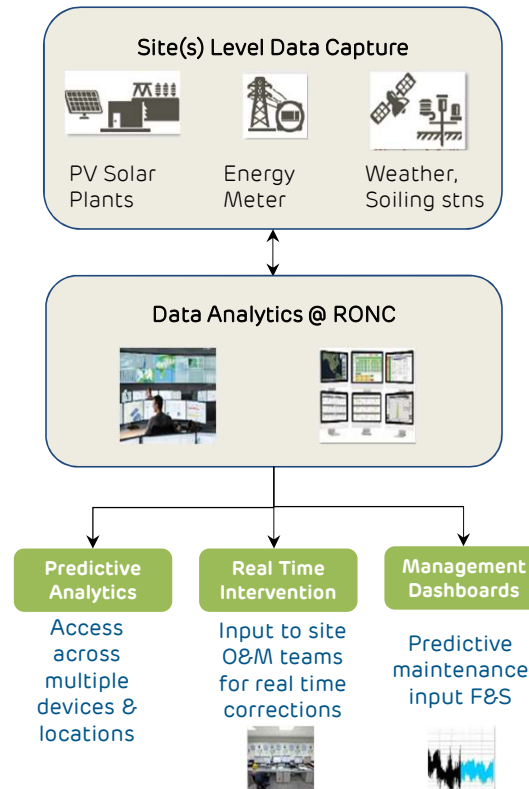 Site(s) Level Data Capture
PV Solar
Plants
Energy
Meter
Weather,
Soiling stns
Data Analytics @ RONC
Predictive
Analytics
Real Time
Intervention
Management
Dashboards
Access
across
multiple
devices &
locations
Input to site
O&M teams
for real time
corrections
Predictive
maintenance
input F&S